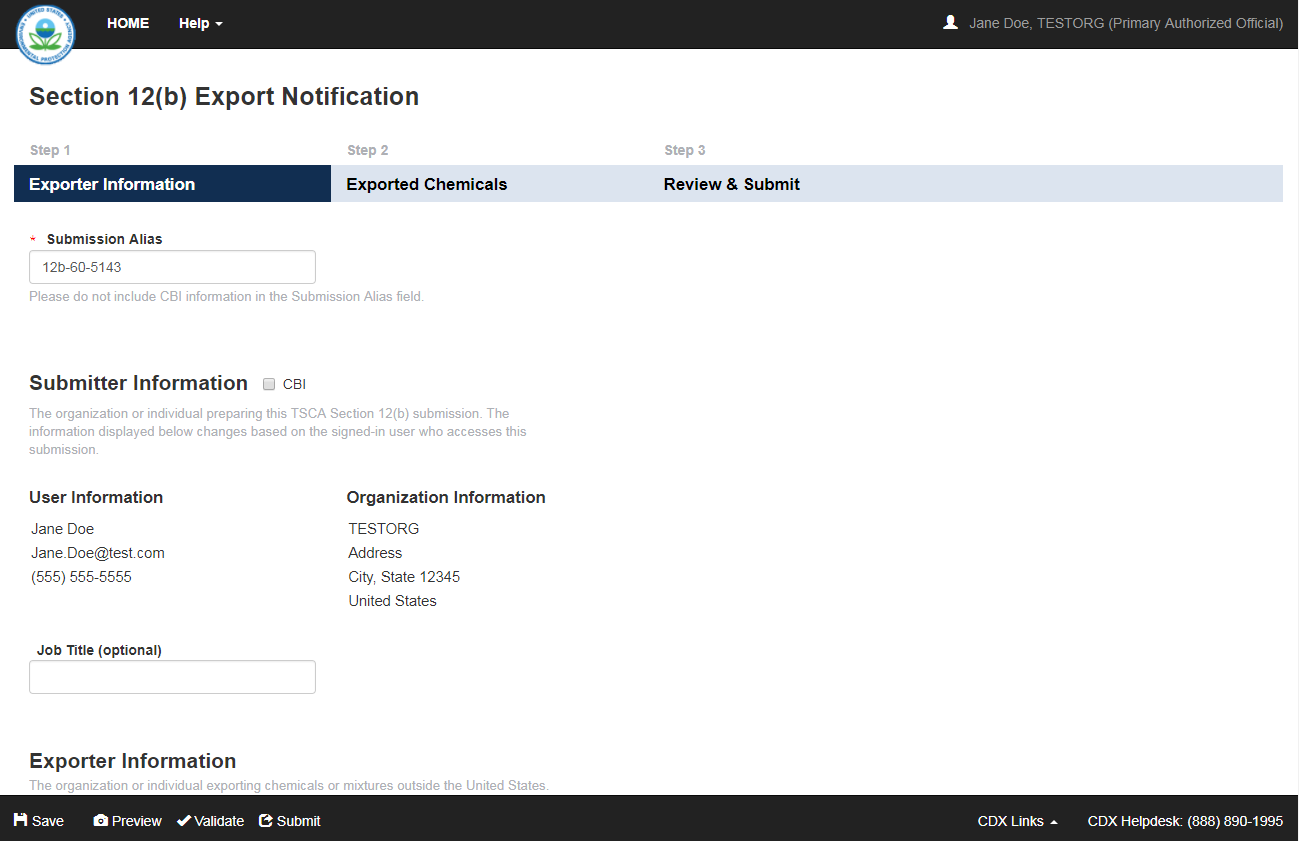 HOME Help
Jane Doe, TESTORG (Primary Authorized Official)
UNITED STATES
Section 12(b) Export Notification
Step 1 Step 2 Step 3
Exporter Information Exported Chemicals Review & Submit
* Submission Alias
12b-60-5143
Please do not include CBI information in the Submission Alias field.
Submitter Information CBI
The organization or individual preparing this TSCA Section 12(b) submission. The
information displayed below changes based on the signed-in user who accesses this
submission.
User Information
Jane Doe
Jane.Doe@test.com
(555) 555-5555
Organization Information
TESTORG
Address
City, State 12345
United States
Job Title (optional)
Exporter Information
The organization or individual exporting chemicals or mixtures outside the United States.
Save Preview Validate Submit
CDX Links CDX Helpdesk: (888) 890-1995